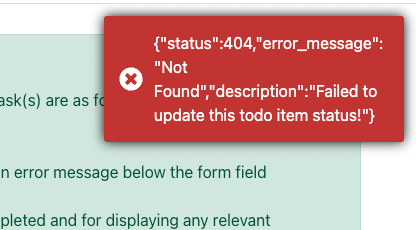 {"status":404,"error_message":
"Not
Found","description":"Failed to
update this todo item status!"}
ask(s) are as
n error message below the form field
pleted and for displaying any relevant